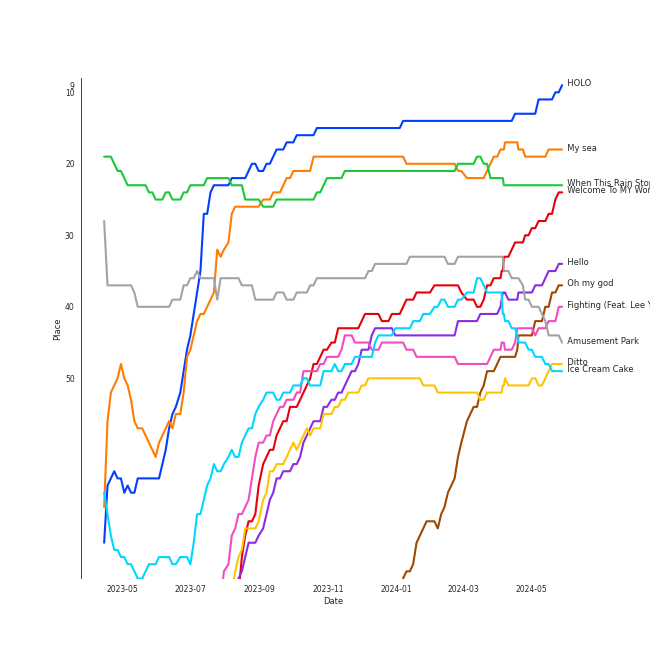 9
10
20
30
40
50
Place
HOLO
My sea
When This Rain Stop
Welcome To MY Wor
Hello
Oh my god
Fighting (Feat. Lee Y
Amusement Park
Ditto
Ice Cream Cake
2023-05
2023-07
2023-09
2023-11
2024-01
2024-03
2024-05
Date